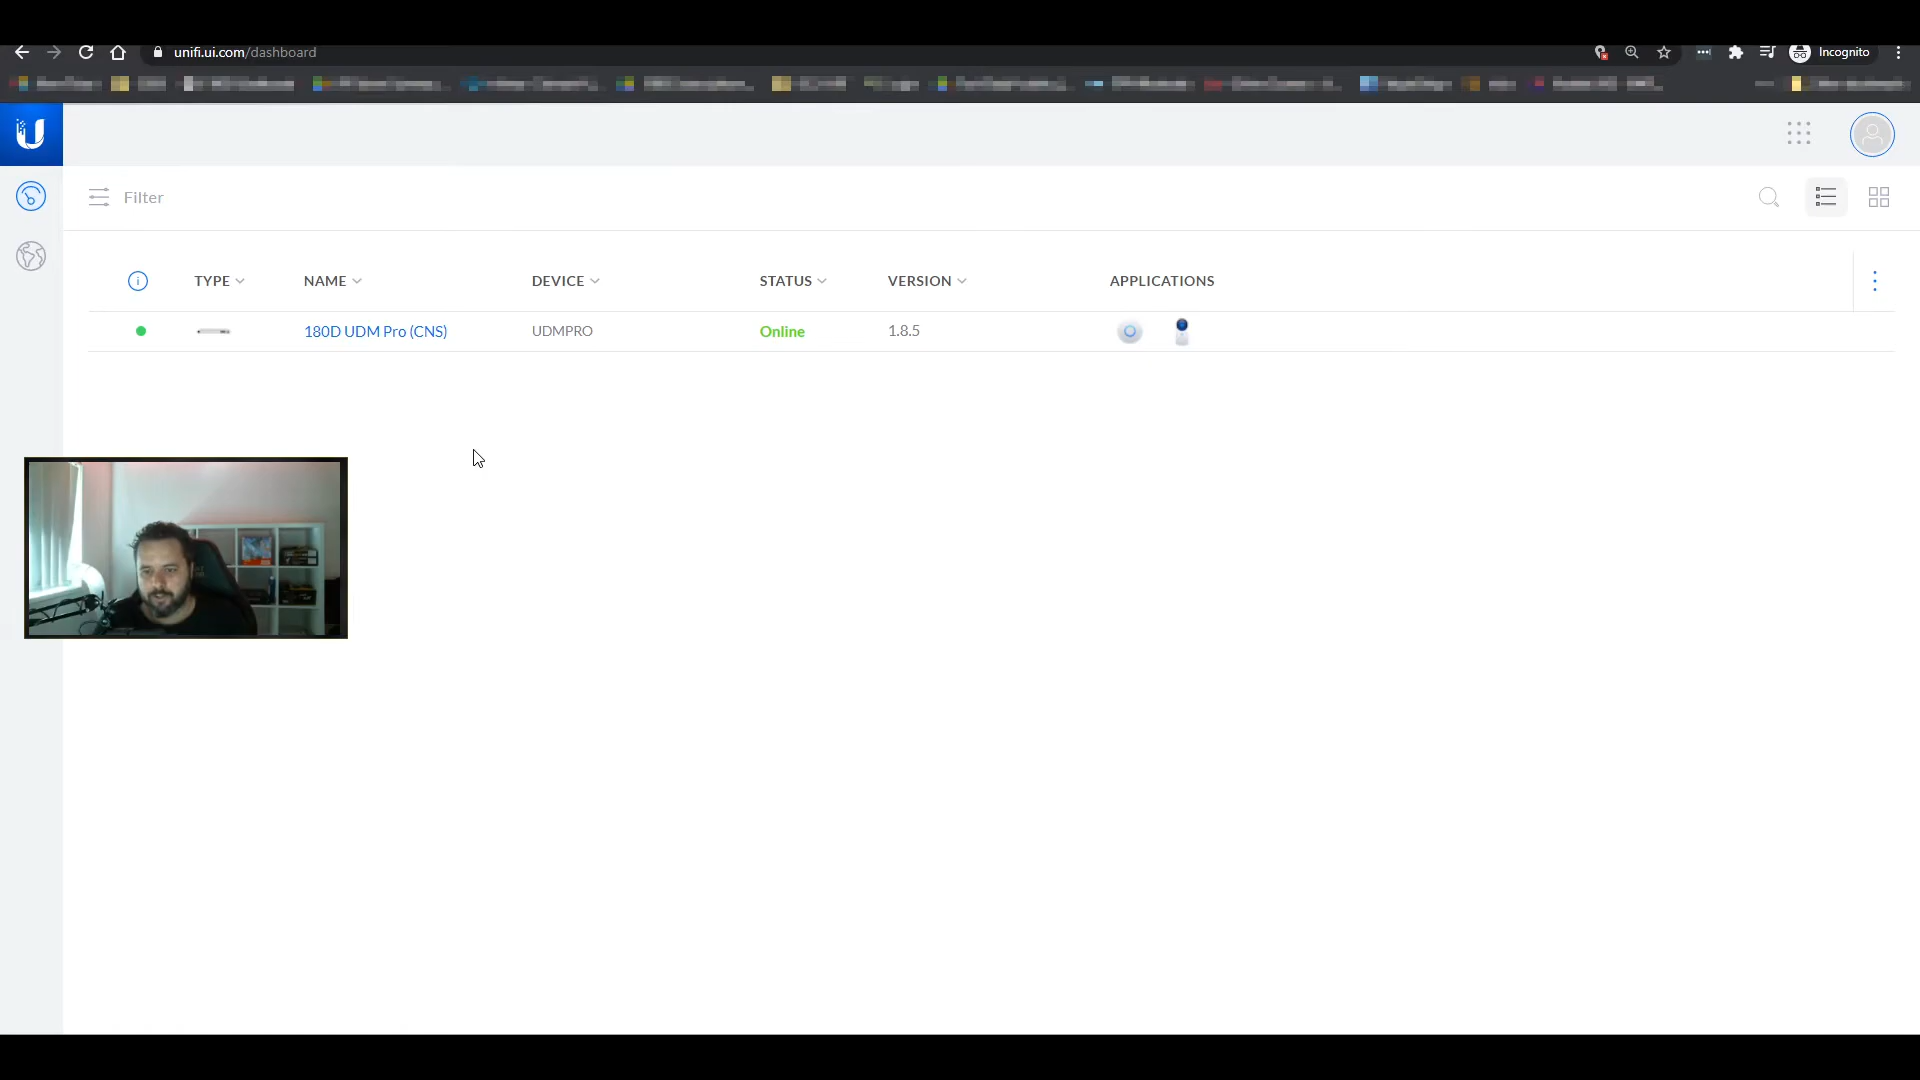 unifi.ui.com/dashboard
Incognito
Filter
TYPE NAME DEVICE STATUS VERSION APPLICATIONS
180D UDM Pro (CNS) UDMPRO Online 1.8.5